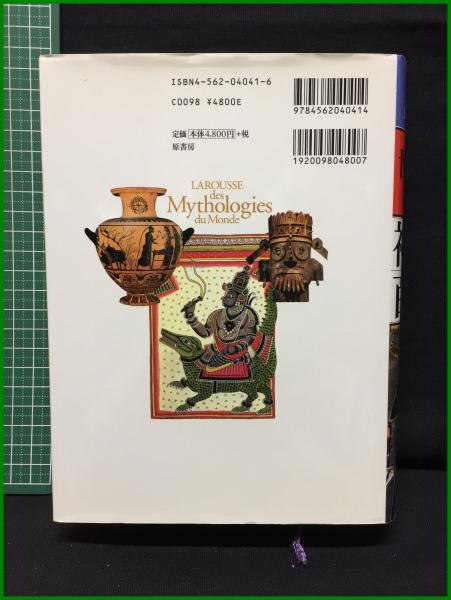 ISBN4-562-04041-6
C0098 ¥4800E
定価 本体4,800円 +税
原書房
9784562040414
1920098048007
LAROUSSE
des
Mythologies
du Monde